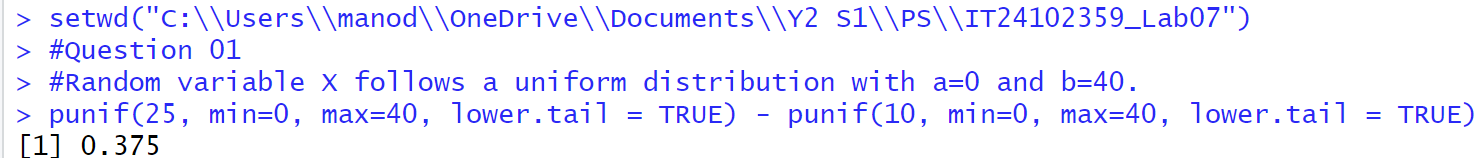 > setwd("C:\\Users\\manod\\OneDrive\\Documents\\Y2 S1\\PS\\IT24102359_Lab07")
> #Question 01
> #Random variable X follows a uniform distribution with a=0 and b=40.
> punif(25, min=0, max=40, lower.tail = TRUE) - punif(10, min=0, max=40, lower.tail = TRUE)
[1] 0.375